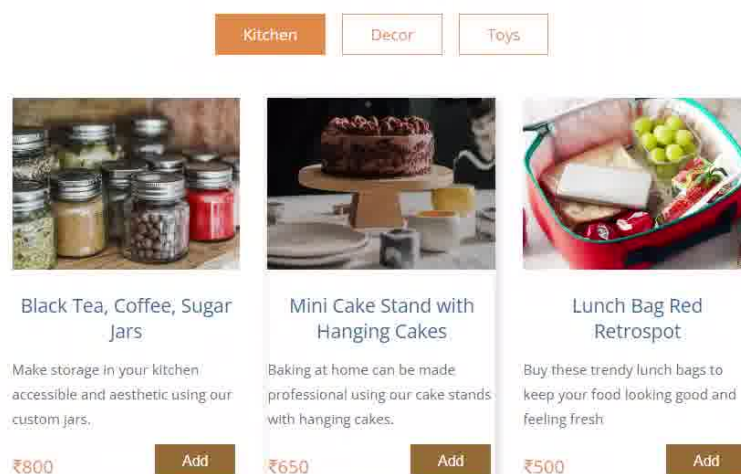 Kitchen Decor Toys
Black Tea, Coffee, Sugar
Jars
Make storage in your kitchen
accessible and aesthetic using our
custom jars.
₹800 Add
Mini Cake Stand with
Hanging Cakes
Baking at home can be made
professional using our cake stands
with hanging cakes.
₹650 Add
Lunch Bag Red
Retrospot
Buy these trendy lunch bags to
keep your food looking good and
feeling fresh
₹500 Add